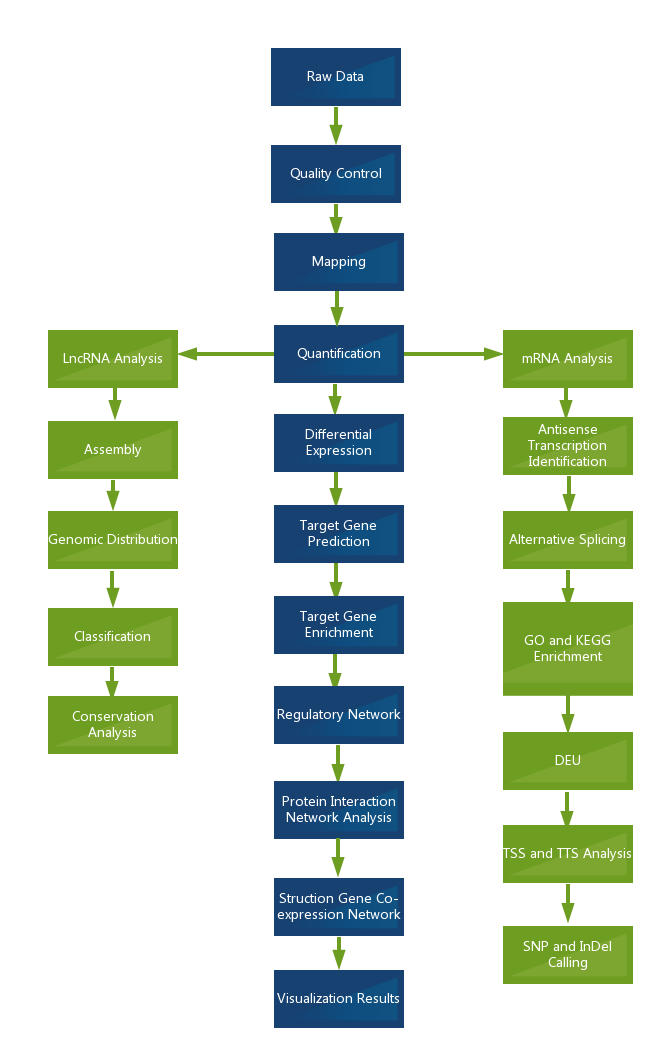 Raw Data
Quality Control
Mapping
Quantification
LncRNA Analysis
Assembly
Genomic Distribution
Classification
Conservation
Analysis
Differential
Expression
Target Gene
Prediction
Target Gene
Enrichment
Regulatory Network
Protein Interaction
Network Analysis
Struction Gene Co-
expression Network
Visualization Results
mRNA Analysis
Antisense
Transcription
Identification
Alternative Splicing
GO and KEGG
Enrichment
DEU
TSS and TTS Analysis
SNP and InDel
Calling